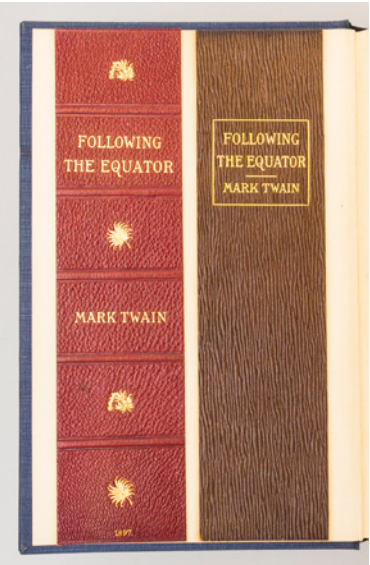 FOLLOWING
THE EQUATOR
MARK TWAIN
1897
FOLLOWING
THE EQUATOR
MARK TWAIN